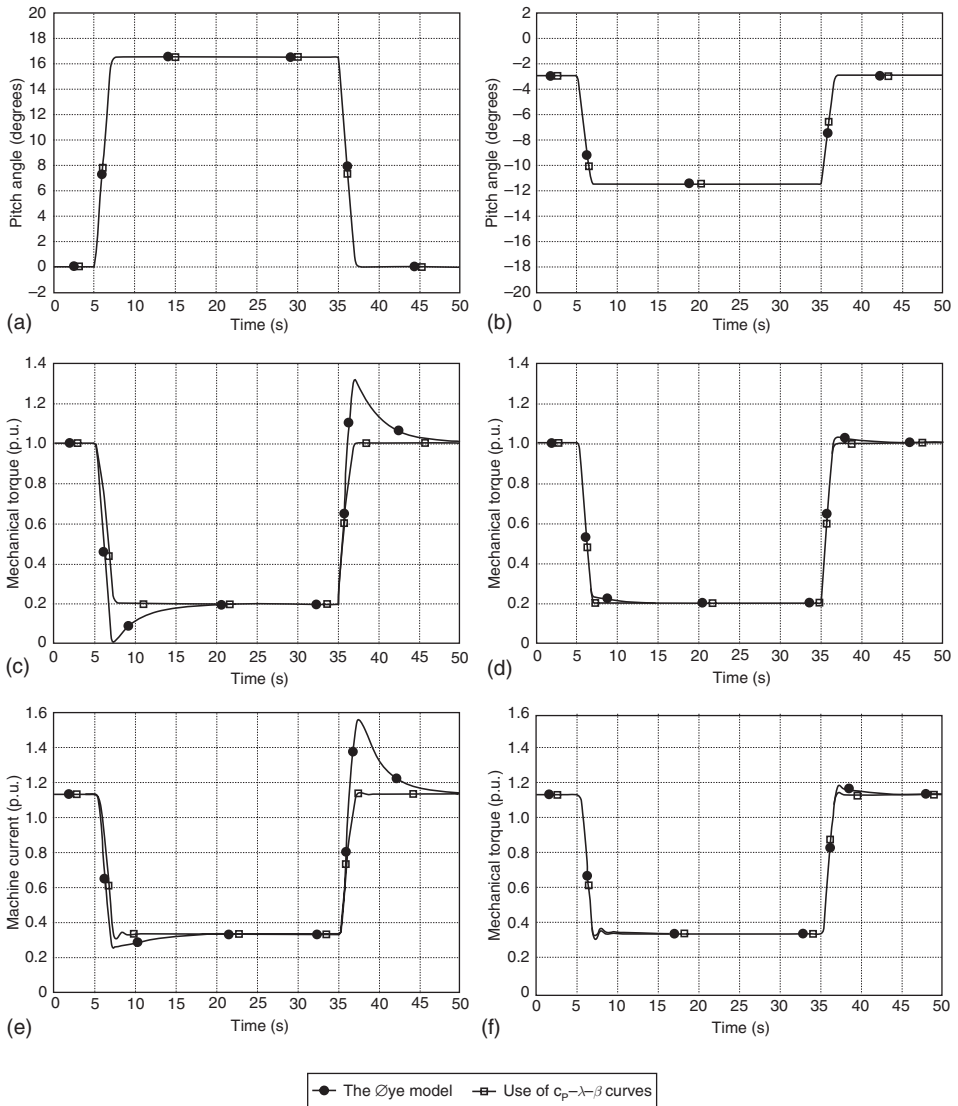 20
18
16
14
12
10
8
6
4
2
0
−2
Pitch angle (degrees)
0 5 10 15 20 25 30 35 40 45 50
Time (s)
(a)
2
0
−2
−4
−6
−8
−10
−12
−14
−16
−18
−20
Pitch angle (degrees)
0 5 10 15 20 25 30 35 40 45 50
Time (s)
(b)
1.4
1.2
1.0
0.8
0.6
0.4
0.2
0
Mechanical torque (p.u.)
0 5 10 15 20 25 30 35 40 45 50
Time (s)
(c)
1.4
1.2
1.0
0.8
0.6
0.4
0.2
0
Mechanical torque (p.u.)
0 5 10 15 20 25 30 35 40 45 50
Time (s)
(d)
1.6
1.4
1.2
1.0
0.8
0.6
0.4
0.2
0
Machine current (p.u.)
0 5 10 15 20 25 30 35 40 45 50
Time (s)
(e)
1.6
1.4
1.2
1.0
0.8
0.6
0.4
0.2
0
Mechanical torque (p.u.)
0 5 10 15 20 25 30 35 40 45 50
Time (s)
(f)
The Øye model Use of cP–λ–β curves